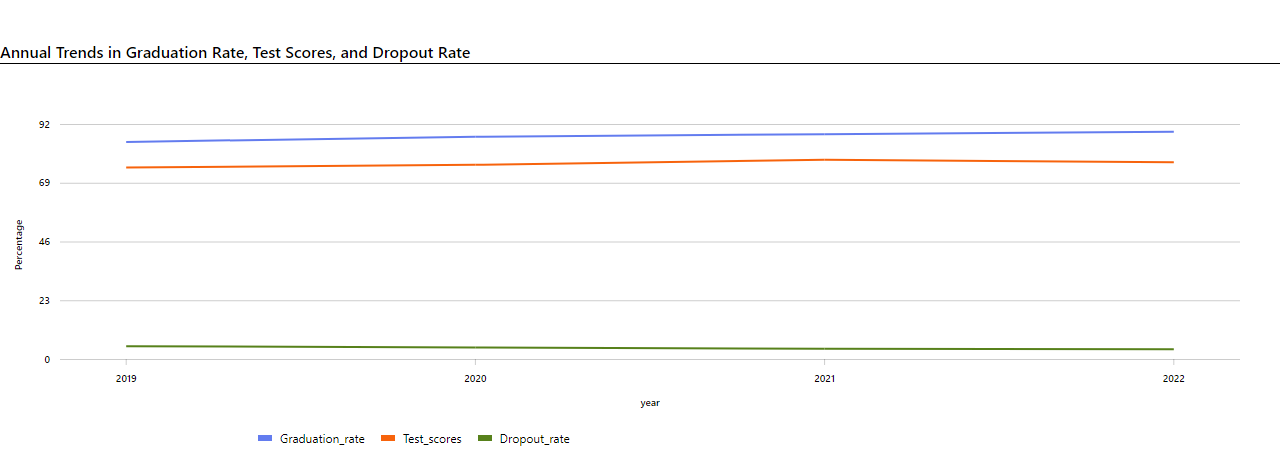 Annual Trends in Graduation Rate, Test Scores, and Dropout Rate
92
69
46
23
0
Percentage
2019 2020 2021 2022
year
Graduation_rate Test_scores Dropout_rate